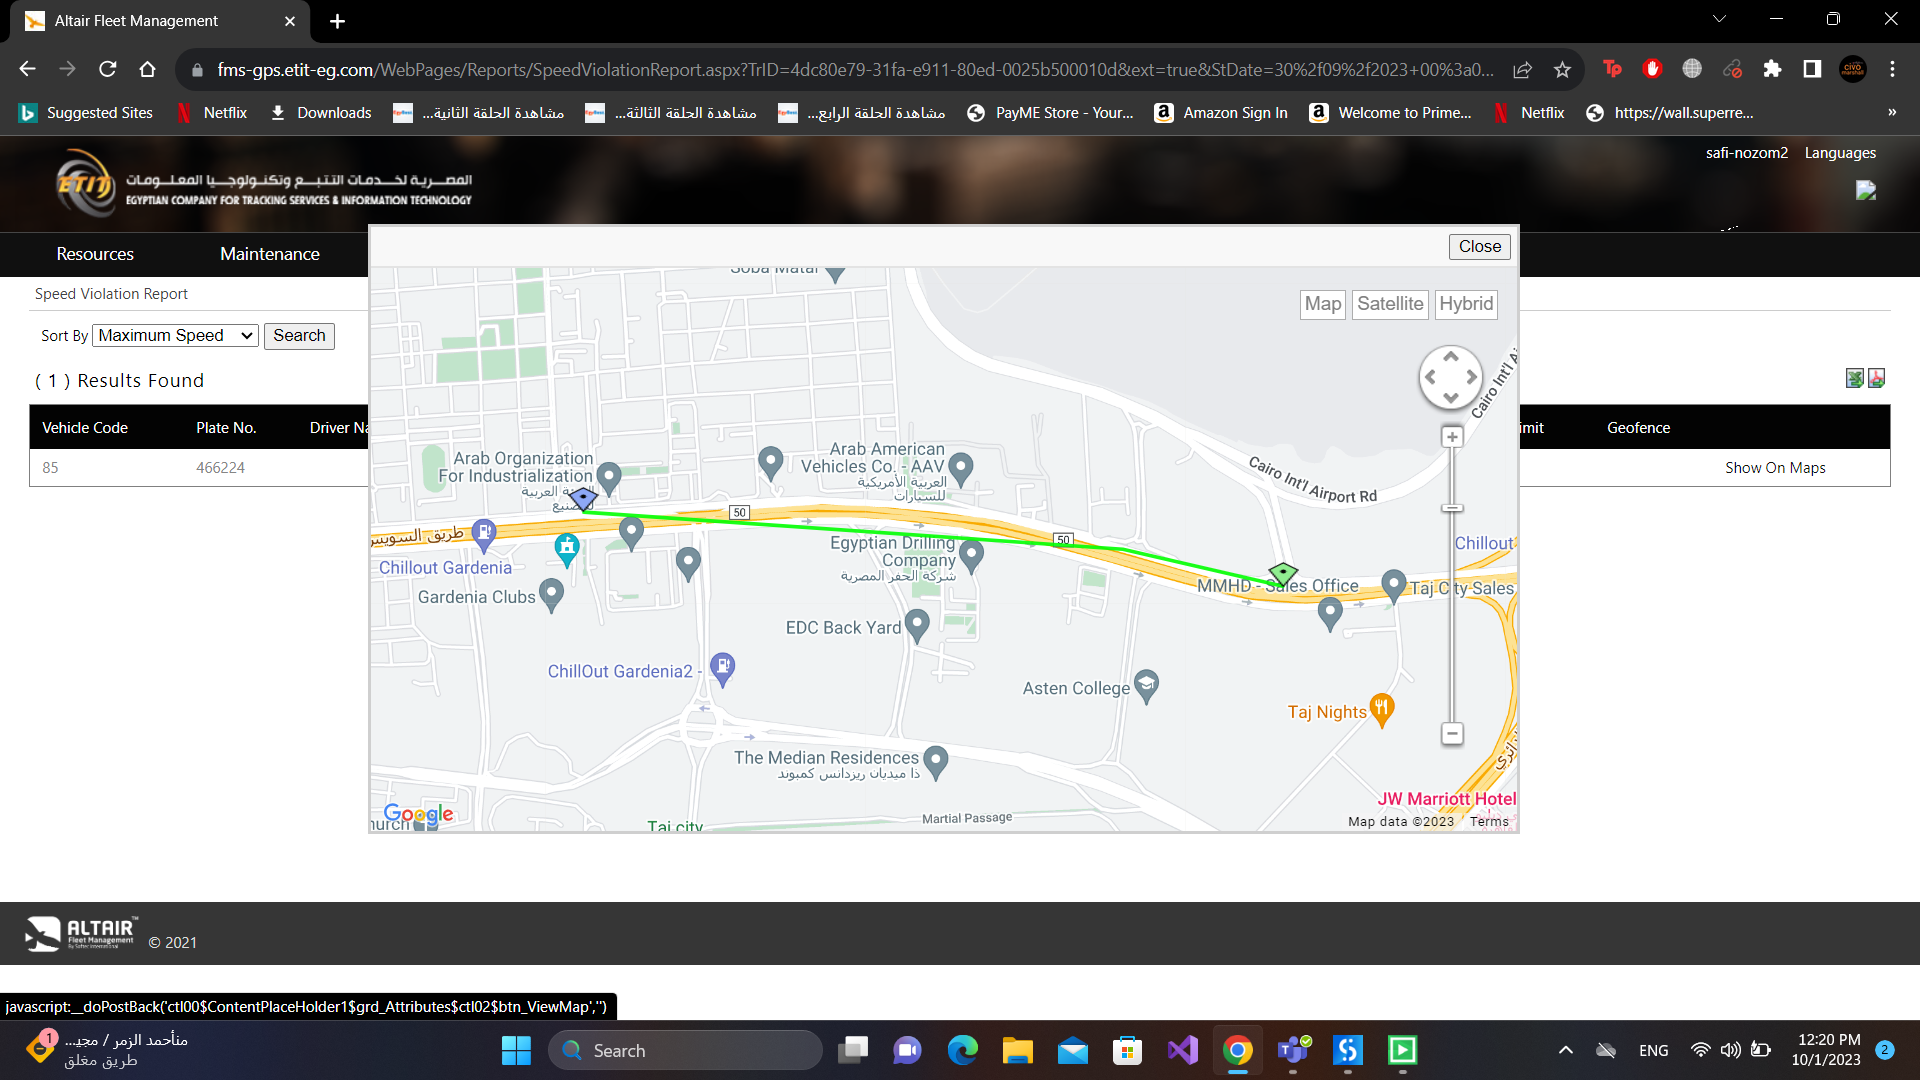 Altair Fleet Management
fms-gps.etit-eg.com/WebPages/Reports/SpeedViolationReport.aspx?TrID=4dc80e79-31fa-e911-80ed-0025b500010d&ext=true&StDate=30%2f09%2f2023+00%3a0...
Suggested Sites
Netflix
Downloads
مشاهدة الحلقة الثانية...
مشاهدة الحلقة الثالثة...
مشاهدة الحلقة الرابع...
PayME Store - Your...
Amazon Sign In
Welcome to Prime...
Netflix
https://wall.superre...
»
ETIT
المصرية لخدمات التتبع وتكنولوجيا المعلومات
EGYPTIAN COMPANY FOR TRACKING SERVICES & INFORMATION TECHNOLOGY
safi-nozom2 Languages
Resources
Maintenance
Close
Speed Violation Report
Sort By Maximum Speed Search
( 1 ) Results Found
Vehicle Code Plate No. Driver Na
imit Geofence
85 466224
Show On Maps
Map Satellite Hybrid
Soba Matar
Cairo Int'l Ai
Cairo Int'l Airport Rd
Arab Organization
For Industrialization
Arab American
Vehicles Co. - AAV
العربية الأمريكية
للسيارات
50
50
طريق السويس
Chillout Gardenia
Gardenia Clubs
Egyptian Drilling
Company
شركة الحفر المصرية
Chillout
MMHD - Sales Office
Taj City Sales
EDC Back Yard
ChillOut Gardenia2 -
Asten College
Taj Nights
The Median Residences
ذا ميديان ريزدانس كمبوند
JW Marriott Hotel
Google
hurch
Taj city
Martial Passage
Map data ©2023 Terms
ALTAIR™
Fleet Management
© 2021
javascript:__doPostBack('ctl00$ContentPlaceHolder1$grd_Attributes$ctl02$btn_ViewMap','')
1
منأحمد الزمر / مجيـ...
طريق مغلق
Search
ENG
12:20 PM
10/1/2023
2